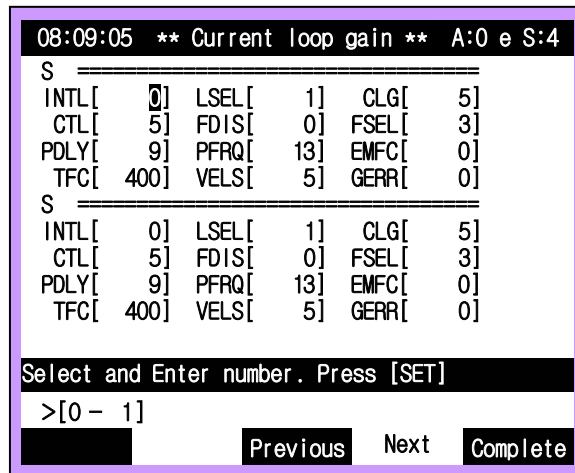 08:09:05 ** Current loop gain ** A:0 e S:4
S ===================================
INTL[ 0] LSEL[ 1] CLG[ 5]
CTL[ 5] FDIS[ 0] FSEL[ 3]
PDLY[ 9] PFRQ[ 13] EMFC[ 0]
TFC[ 400] VELS[ 5] GERR[ 0]
S ===================================
INTL[ 0] LSEL[ 1] CLG[ 5]
CTL[ 5] FDIS[ 0] FSEL[ 3]
PDLY[ 9] PFRQ[ 13] EMFC[ 0]
TFC[ 400] VELS[ 5] GERR[ 0]
Select and Enter number. Press [SET]
>[0 – 1]
Previous Next Complete